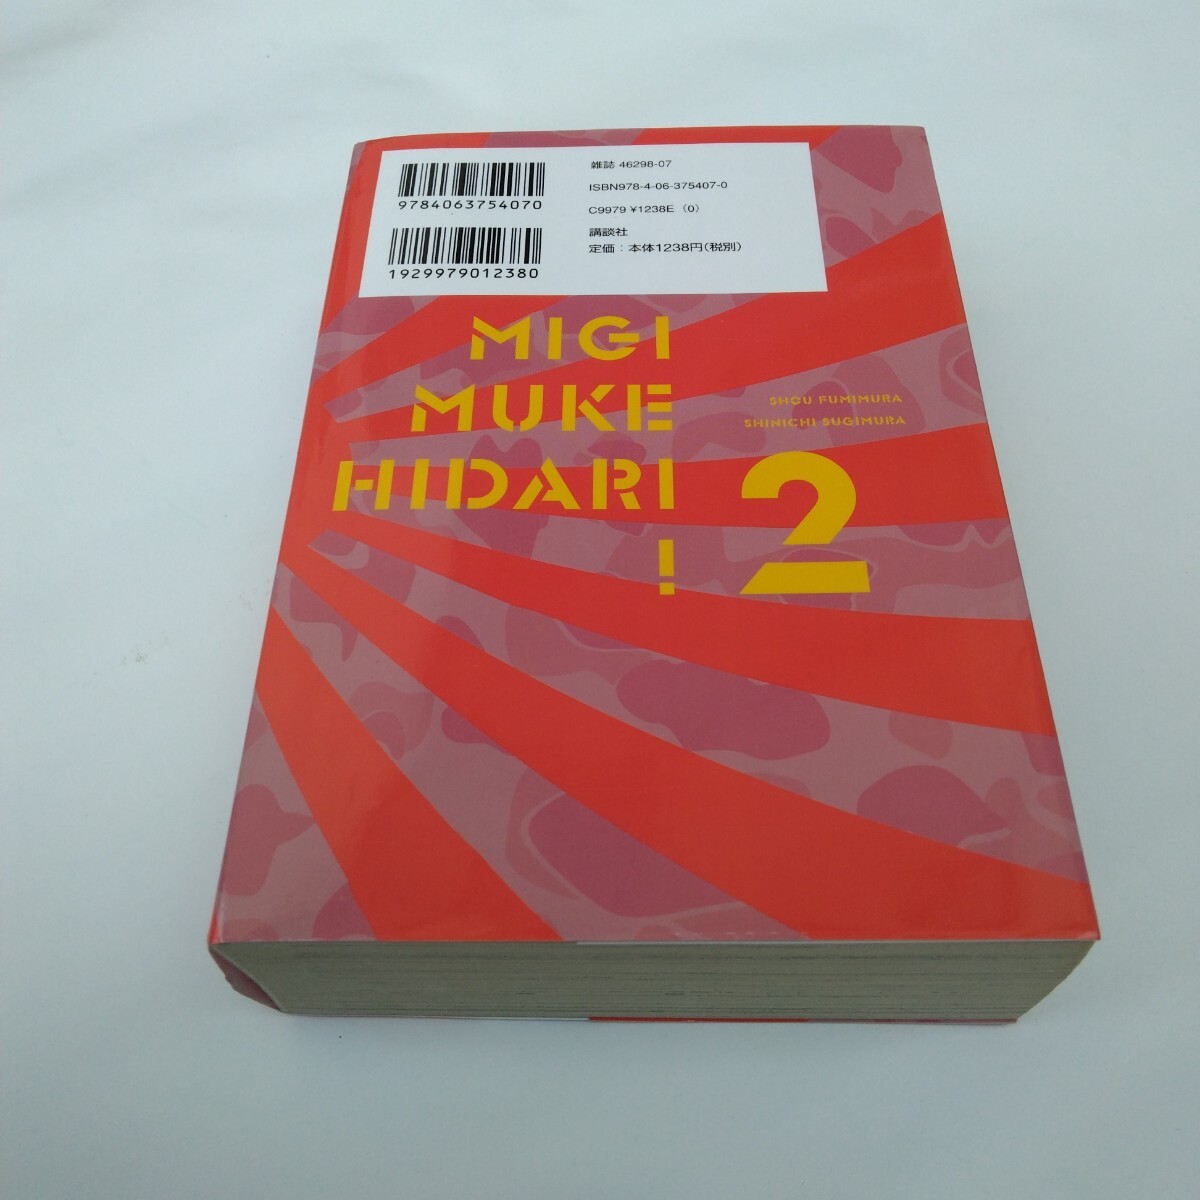 9784063754070
1929979012380
雑誌 46298-07
ISBN978-4-06-375407-0
C9979 ¥1238E (0)
講談社
定価：本体1238円(税別)
MIGI
MUKE
HIDARI
!
SHOU FUMIMURA
SHINICHI SUGIMURA
2